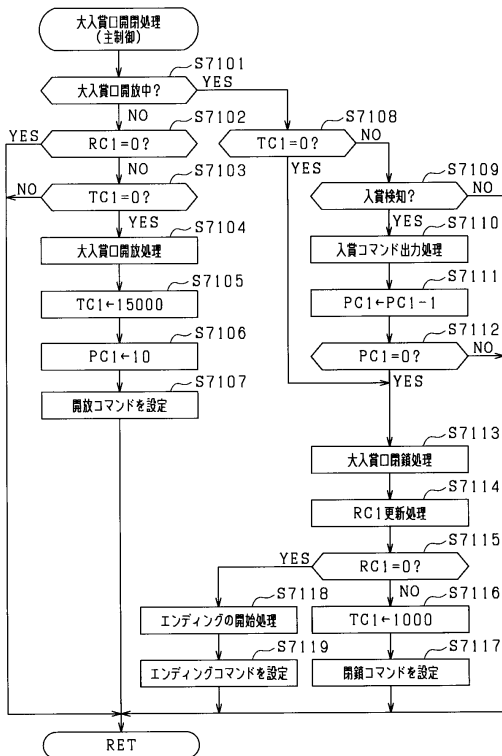 大入賞口開閉処理
(主制御)
S7101
大入賞口開放中?
YES
NO
S7102
YES
RC1=0?
NO
S7103
NO
TC1=0?
YES
S7104
大入賞口開放処理
S7105
TC1←15000
S7106
PC1←10
S7107
開放コマンドを設定
S7108
TC1=0?
NO
YES
S7109
入賞検知?
NO
YES
S7110
入賞コマンド出力処理
S7111
PC1←PC1-1
S7112
PC1=0?
NO
YES
S7113
大入賞口閉鎖処理
S7114
RC1更新処理
S7115
YES
RC1=0?
NO
S7116
TC1←1000
S7117
閉鎖コマンドを設定
S7118
エンディングの開始処理
S7119
エンディングコマンドを設定
RET